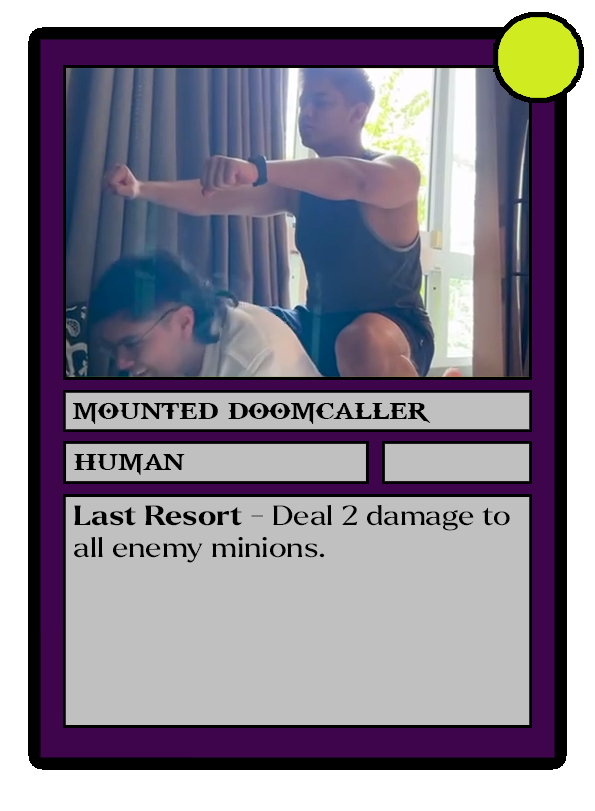 MOUNTED DOOMCALLER
HUMAN
Last Resort – Deal 2 damage to
all enemy minions.